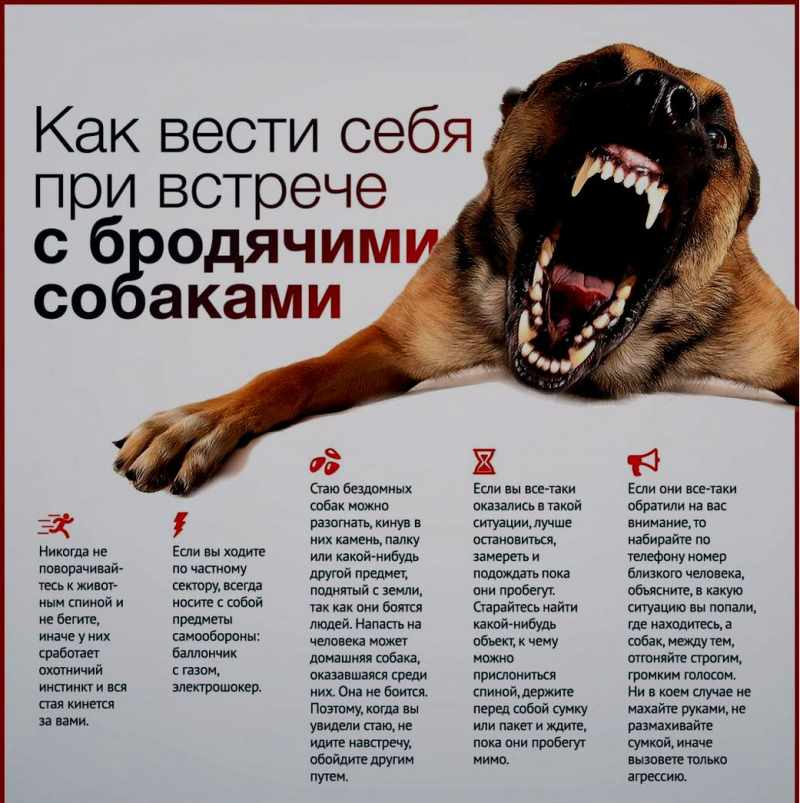 Как вести себя
при встрече
с бродячими
собаками
Никогда не
поворачивай-
тесь к живот-
ным спиной и
не бегите,
иначе у них
сработает
охотничий
инстинкт и вся
стая кинется
за вами.
Если вы ходите
по частному
сектору, всегда
носите с собой
предметы
самообороны:
баллончик
с газом,
электрошокер.
Стаю бездомных
собак можно
разогнать, кинув в
них камень, палку
или какой-нибудь
другой предмет,
поднятый с земли,
так как они боятся
людей. Напасть на
человека может
домашняя собака,
оказавшаяся среди
них. Она не боится.
Поэтому, когда вы
увидели стаю, не
идите навстречу,
обойдите другим
путем.
Если вы все-таки
оказались в такой
ситуации, лучше
остановиться,
замереть и
подождать пока
они пробегут.
Старайтесь найти
какой-нибудь
объект, к чему
можно
прислониться
спиной, держите
перед собой сумку
или пакет и ждите,
пока они пробегут
мимо.
Если они все-таки
обратили на вас
внимание, то
набирайте по
телефону номер
близкого человека,
объясните, в какую
ситуацию вы попали,
где находитесь, а
собак, между тем,
отгоняйте строгим,
громким голосом.
Ни в коем случае не
махайте руками, не
размахивайте
сумкой, иначе
вызовете только
агрессию.